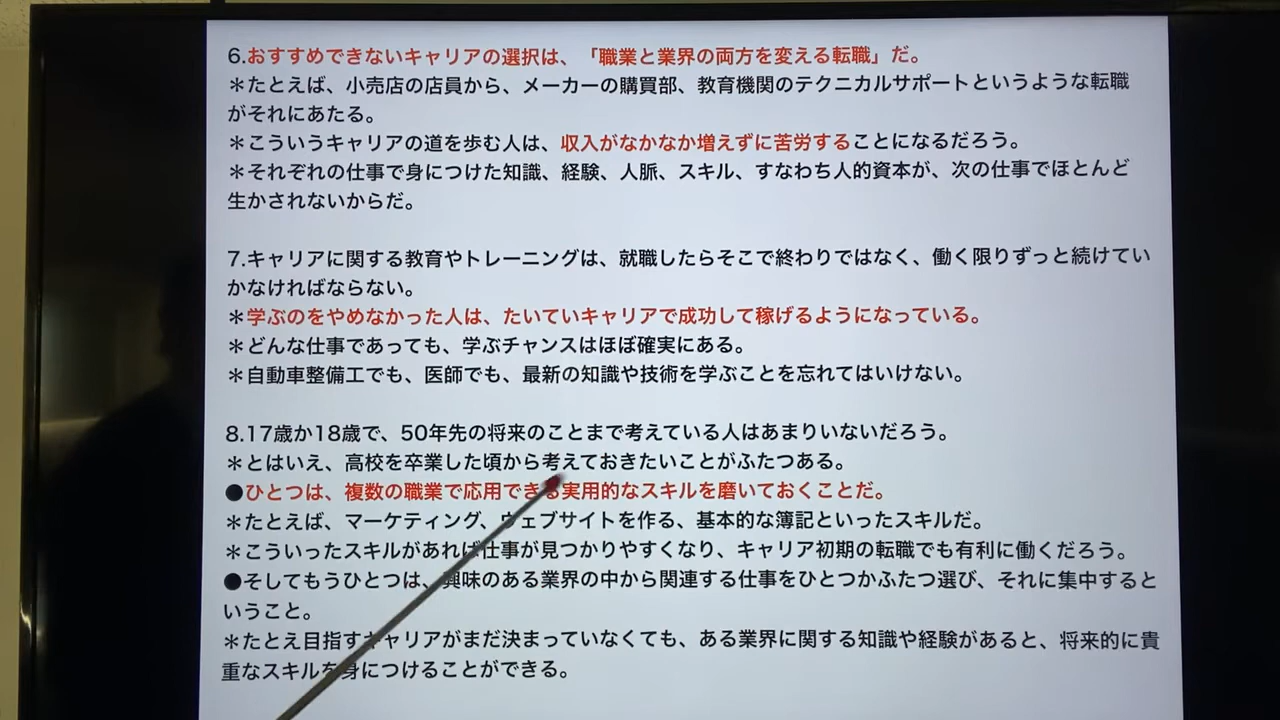 6.おすすめできないキャリアの選択は、「職業と業界の両方を変える転職」だ。
＊たとえば、小売店の店員から、メーカーの購買部、教育機関のテクニカルサポートというような転職
がそれにあたる。
＊こういうキャリアの道を歩む人は、収入がなかなか増えずに苦労することになるだろう。
＊それぞれの仕事で身につけた知識、経験、人脈、スキル、すなわち人的資本が、次の仕事でほとんど
生かされないからだ。
7.キャリアに関する教育やトレーニングは、就職したらそこで終わりではなく、働く限りずっと続けてい
かなければならない。
＊学ぶのをやめなかった人は、たいていキャリアで成功して稼げるようになっている。
＊どんな仕事であっても、学ぶチャンスはほぼ確実にある。
＊自動車整備工でも、医師でも、最新の知識や技術を学ぶことを忘れてはいけない。
8.17歳か18歳で、50年先の将来のことまで考えている人はあまりいないだろう。
＊とはいえ、高校を卒業した頃から考えておきたいことがふたつある。
●ひとつは、複数の職業で応用できる実用的なスキルを磨いておくことだ。
＊たとえば、マーケティング、ウェブサイトを作る、基本的な簿記といったスキルだ。
＊こういったスキルがあれば仕事が見つかりやすくなり、キャリア初期の転職でも有利に働くだろう。
●そしてもうひとつは、興味のある業界の中から関連する仕事をひとつかふたつ選び、それに集中すると
いうこと。
＊たとえ目指すキャリアがまだ決まっていなくても、ある業界に関する知識や経験があると、将来的に貴
重なスキルを身につけることができる。